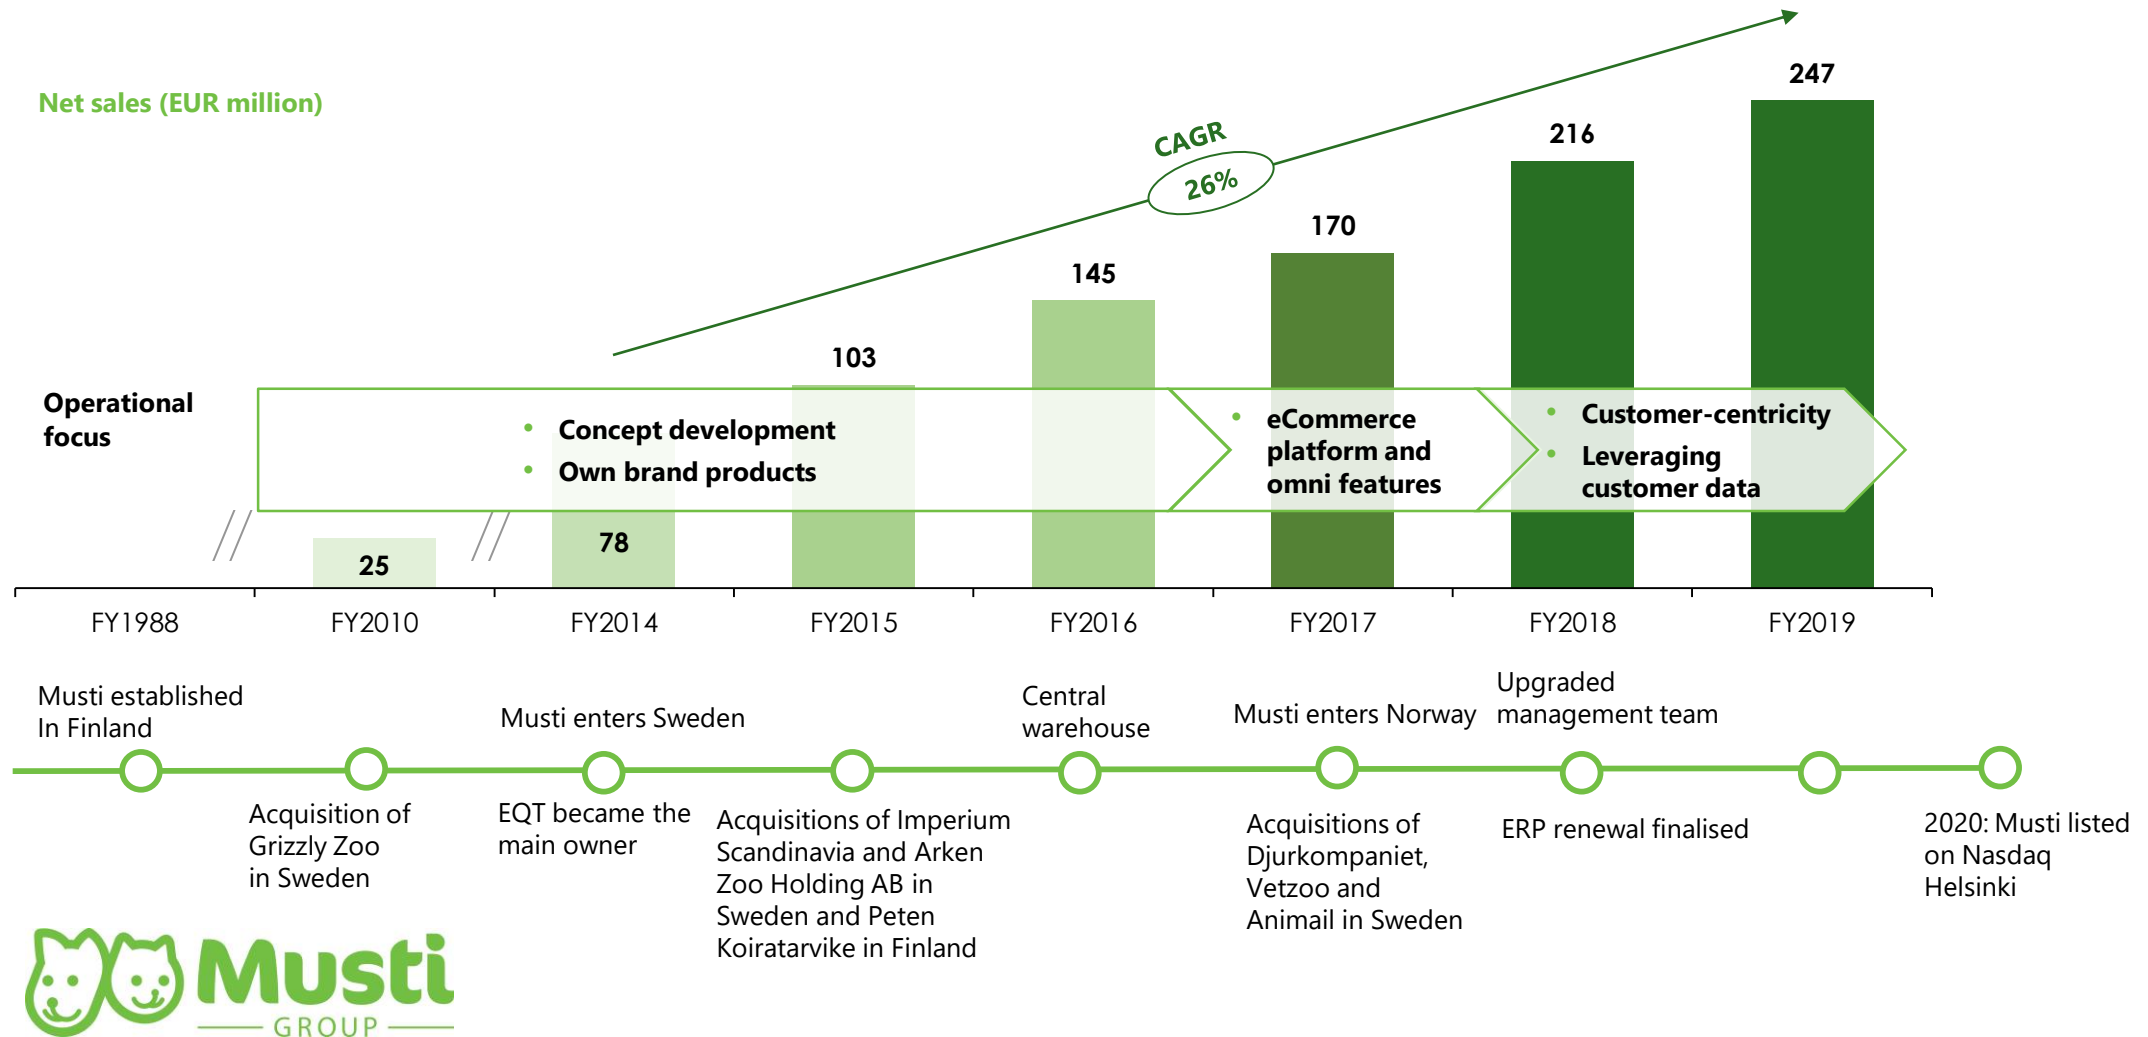 Net sales (EUR million)
CAGR
26%
247
216
170
145
103
78
25
Operational
focus
• Concept development
• Own brand products
• eCommerce
platform and
omni features
• Customer-centricity
• Leveraging
customer data
FY1988
FY2010
FY2014
FY2015
FY2016
FY2017
FY2018
FY2019
Musti established
In Finland
Acquisition of
Grizzly Zoo
in Sweden
Musti enters Sweden
EQT became the
main owner
Acquisitions of Imperium
Scandinavia and Arken
Zoo Holding AB in
Sweden and Peten
Koiratarvike in Finland
Central
warehouse
Musti enters Norway
Acquisitions of
Djurkompaniet,
Vetzoo and
Animail in Sweden
Upgraded
management team
ERP renewal finalised
2020: Musti listed
on Nasdaq
Helsinki
Musti
GROUP